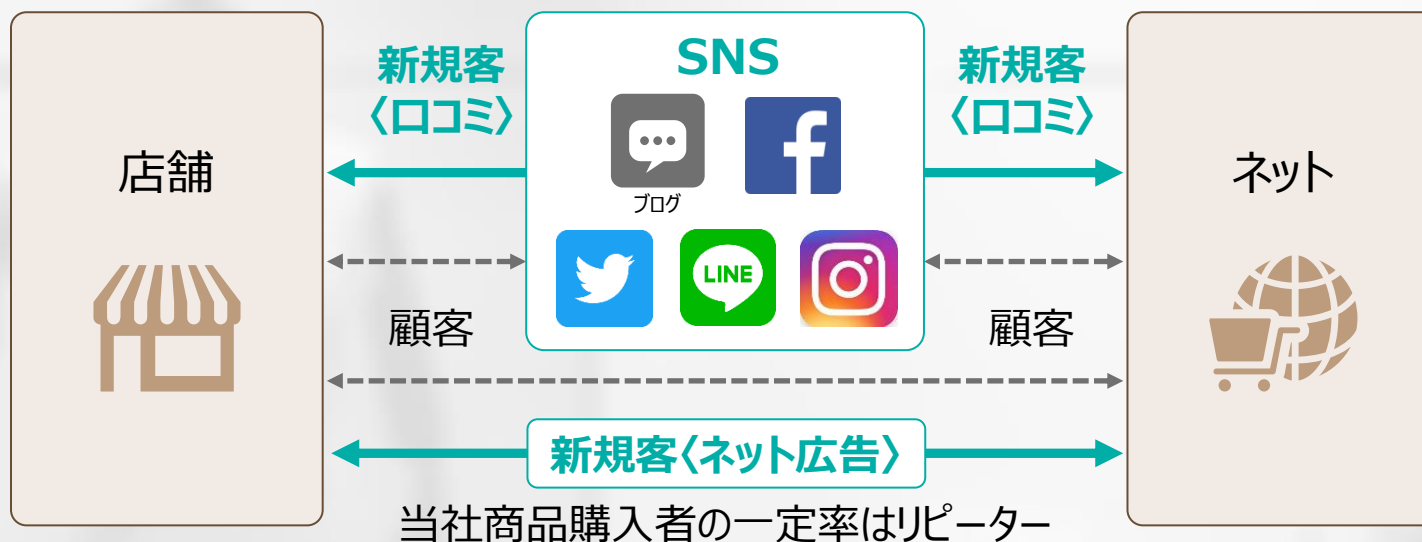 SNS
新規客
〈口コミ〉
新規客
〈口コミ〉
店舗
ブログ
ネット
LINE
顧客
顧客
新規客〈ネット広告〉
当社商品購入者の一定率はリピーター